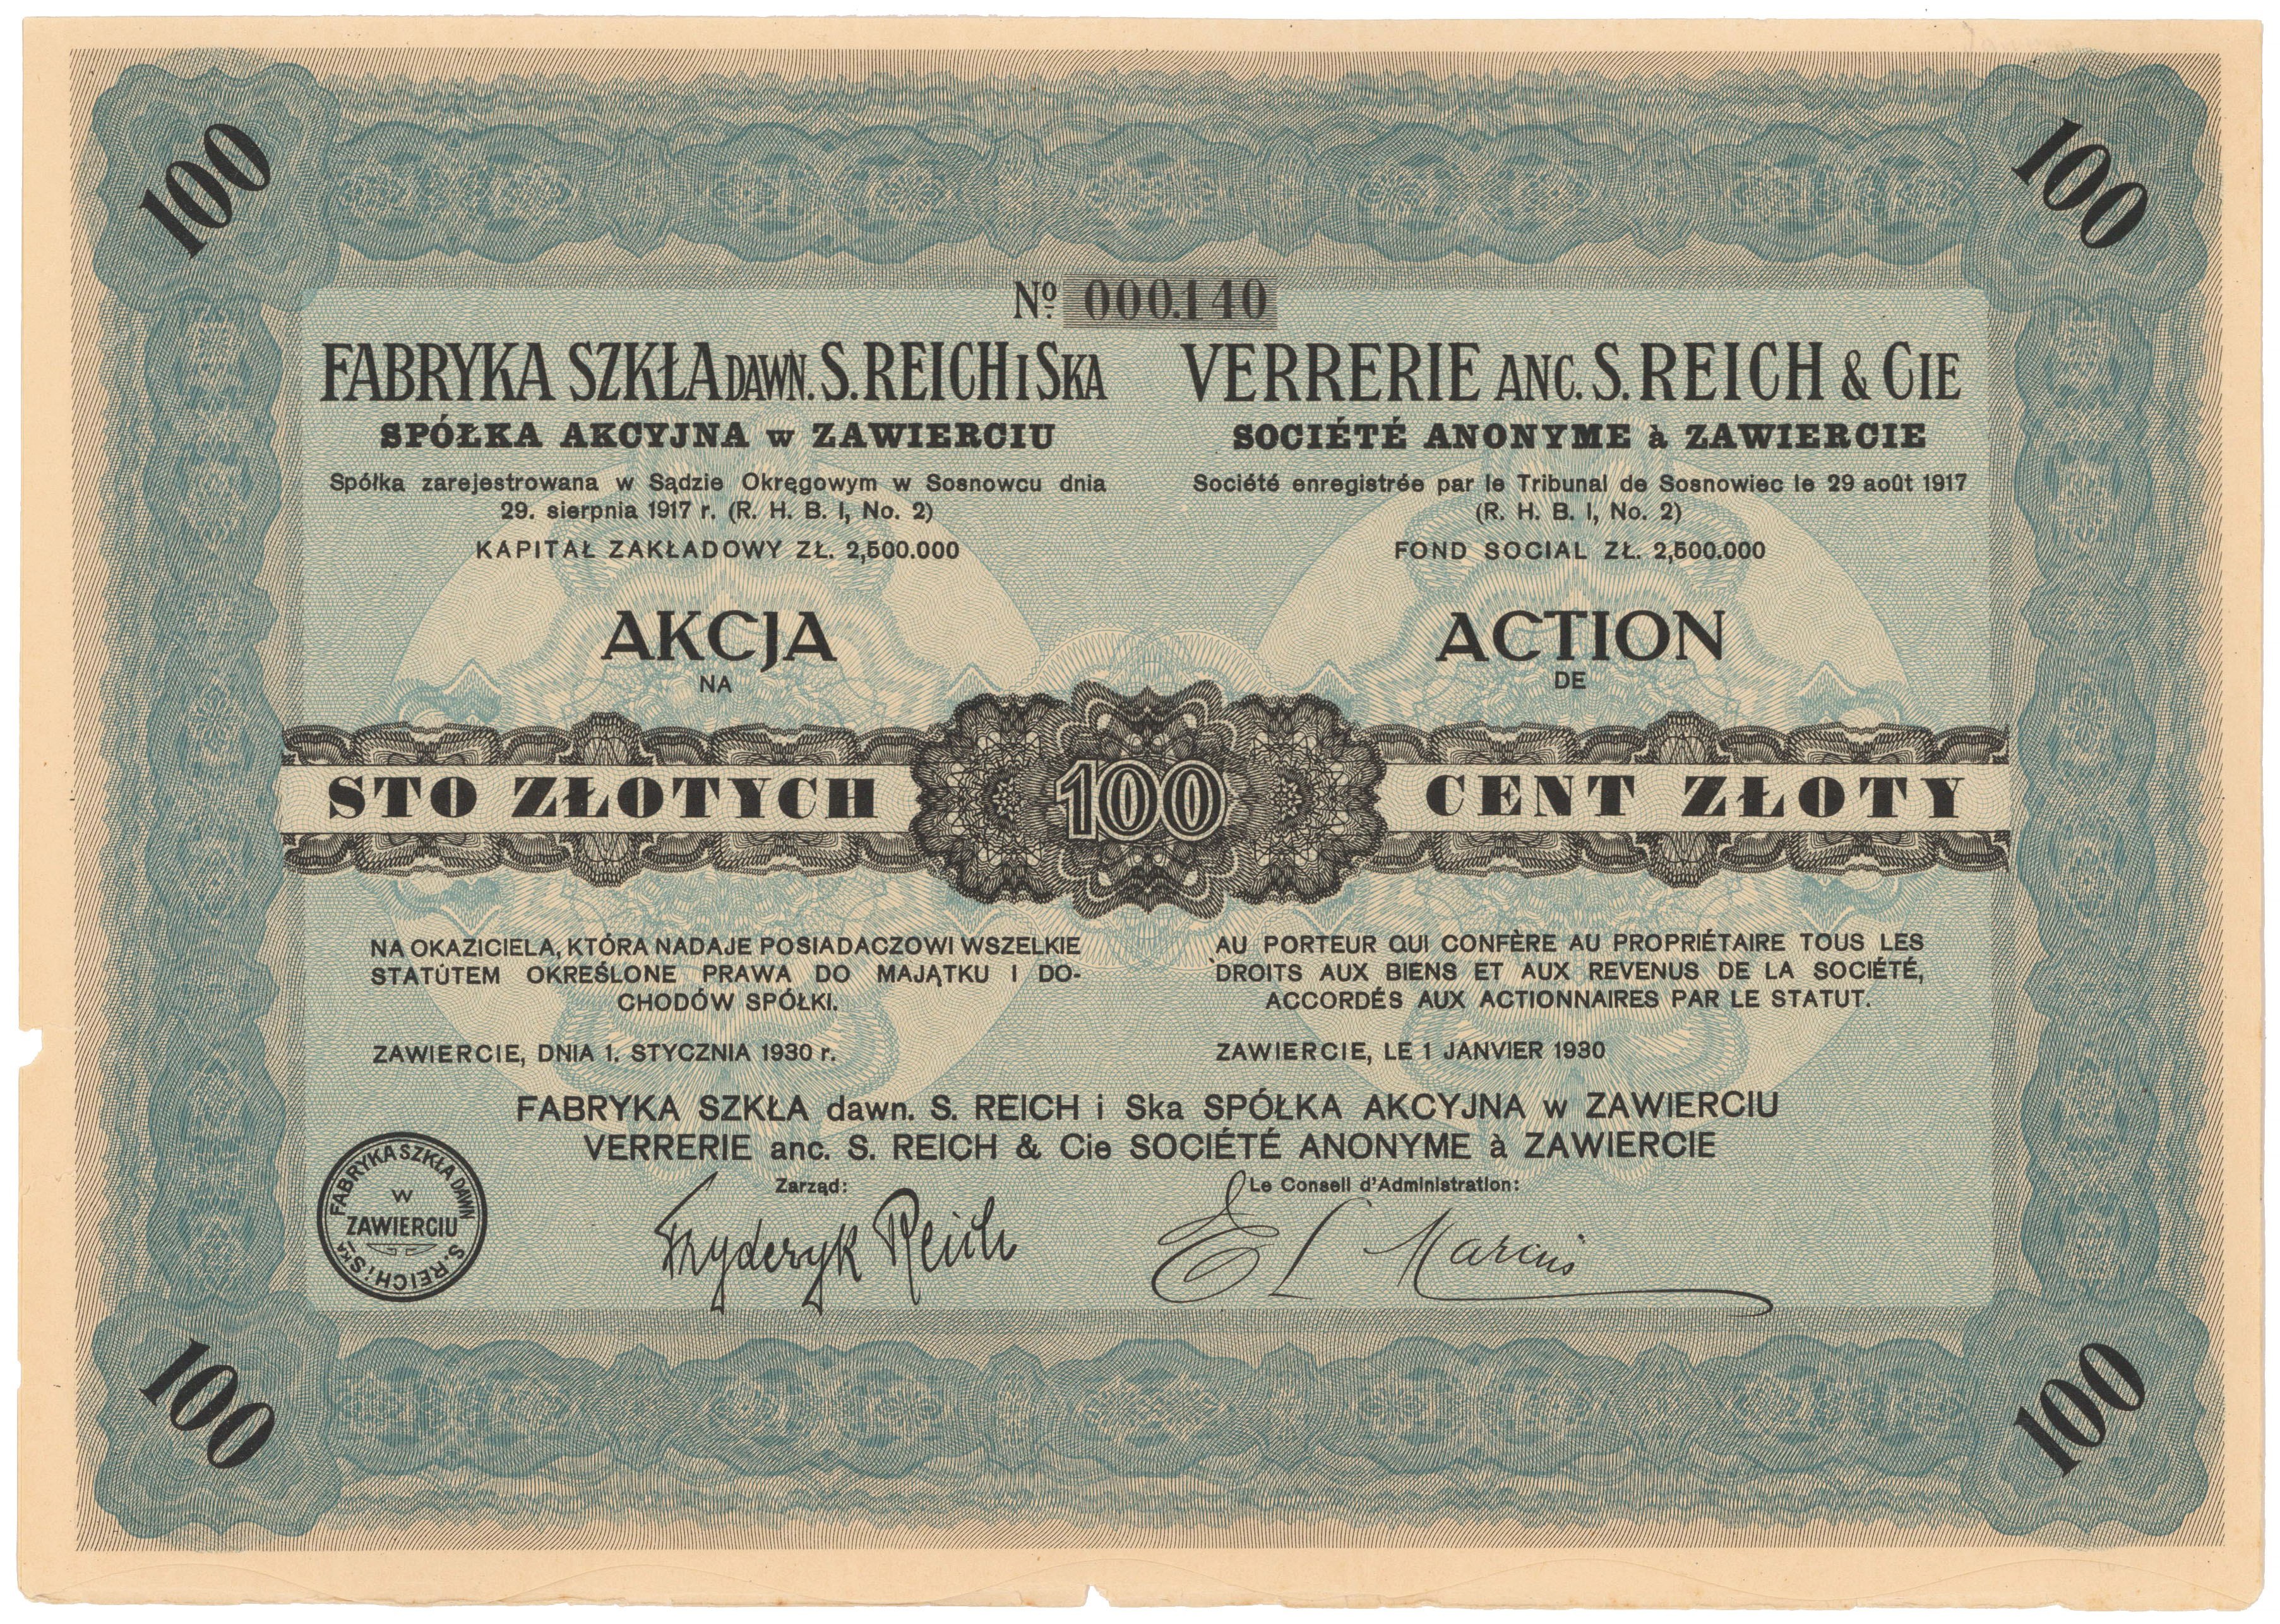 100
100
Nº 000.140
FABRYKA SZKŁA DAWN. S. REICH i SKA
SPÓŁKA AKCYJNA w ZAWIERCIU
Spółka zarejestrowana w Sądzie Okręgowym w Sosnowcu dnia
29. sierpnia 1917 r. (R. H. B. I, No. 2)
KAPITAŁ ZAKŁADOWY ZŁ. 2,500.000
AKCJA
NA
STO ZŁOTYCH
NA OKAZICIELA, KTÓRA NADAJE POSIADACZOWI WSZELKIE
STATUTEM OKREŚLONE PRAWA DO MAJĄTKU I DO-
CHODÓW SPÓŁKI.
ZAWIERCIE, DNIA 1. STYCZNIA 1930 r.
VERRERIE ANC. S. REICH & CIE
SOCIÉTÉ ANONYME à ZAWIERCIE
Société enregistrée par le Tribunal de Sosnowiec le 29 août 1917
(R. H. B. I, No. 2)
FOND SOCIAL ZŁ. 2,500.000
ACTION
DE
100
CENT ZŁOTY
AU PORTEUR QUI CONFÈRE AU PROPRIÉTAIRE TOUS LES
DROITS AUX BIENS ET AUX REVENUS DE LA SOCIÉTÉ,
ACCORDÉS AUX ACTIONNAIRES PAR LE STATUT.
ZAWIERCIE, LE 1 JANVIER 1930
FABRYKA SZKŁA dawn. S. REICH i Ska SPÓŁKA AKCYJNA w ZAWIERCIU
VERRERIE anc. S. REICH & Cie SOCIÉTÉ ANONYME à ZAWIERCIE
Zarząd:
Le Conseil d'Administration:
Fryderyk Reich
E L Marcus
FABRYKA SZKŁA DAWN
S. REICH i SKA
W
ZAWIERCIU
100
100